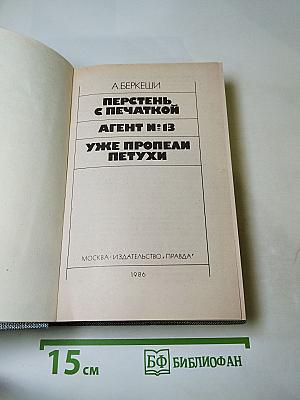 А. БЕРКЕШИ
ПЕРСТЕНЬ
С ПЕЧАТКОЙ
АГЕНТ №13
УЖЕ ПРОПЕЛИ
ПЕТУХИ
МОСКВА · ИЗДАТЕЛЬСТВО „ПРАВДА"
1986
15 см
БФ БИБЛИОФАН